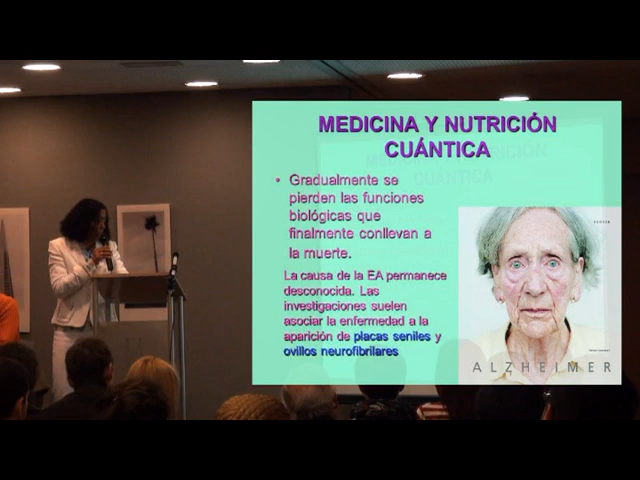 MEDICINA Y NUTRICIÓN
CUÁNTICA
• Gradualmente se
pierden las funciones
biológicas que
finalmente conllevan a
la muerte.
La causa de la EA permanece
desconocida. Las
investigaciones suelen
asociar la enfermedad a la
aparición de placas seniles y
ovillos neurofibrilares
ALZHEIMER